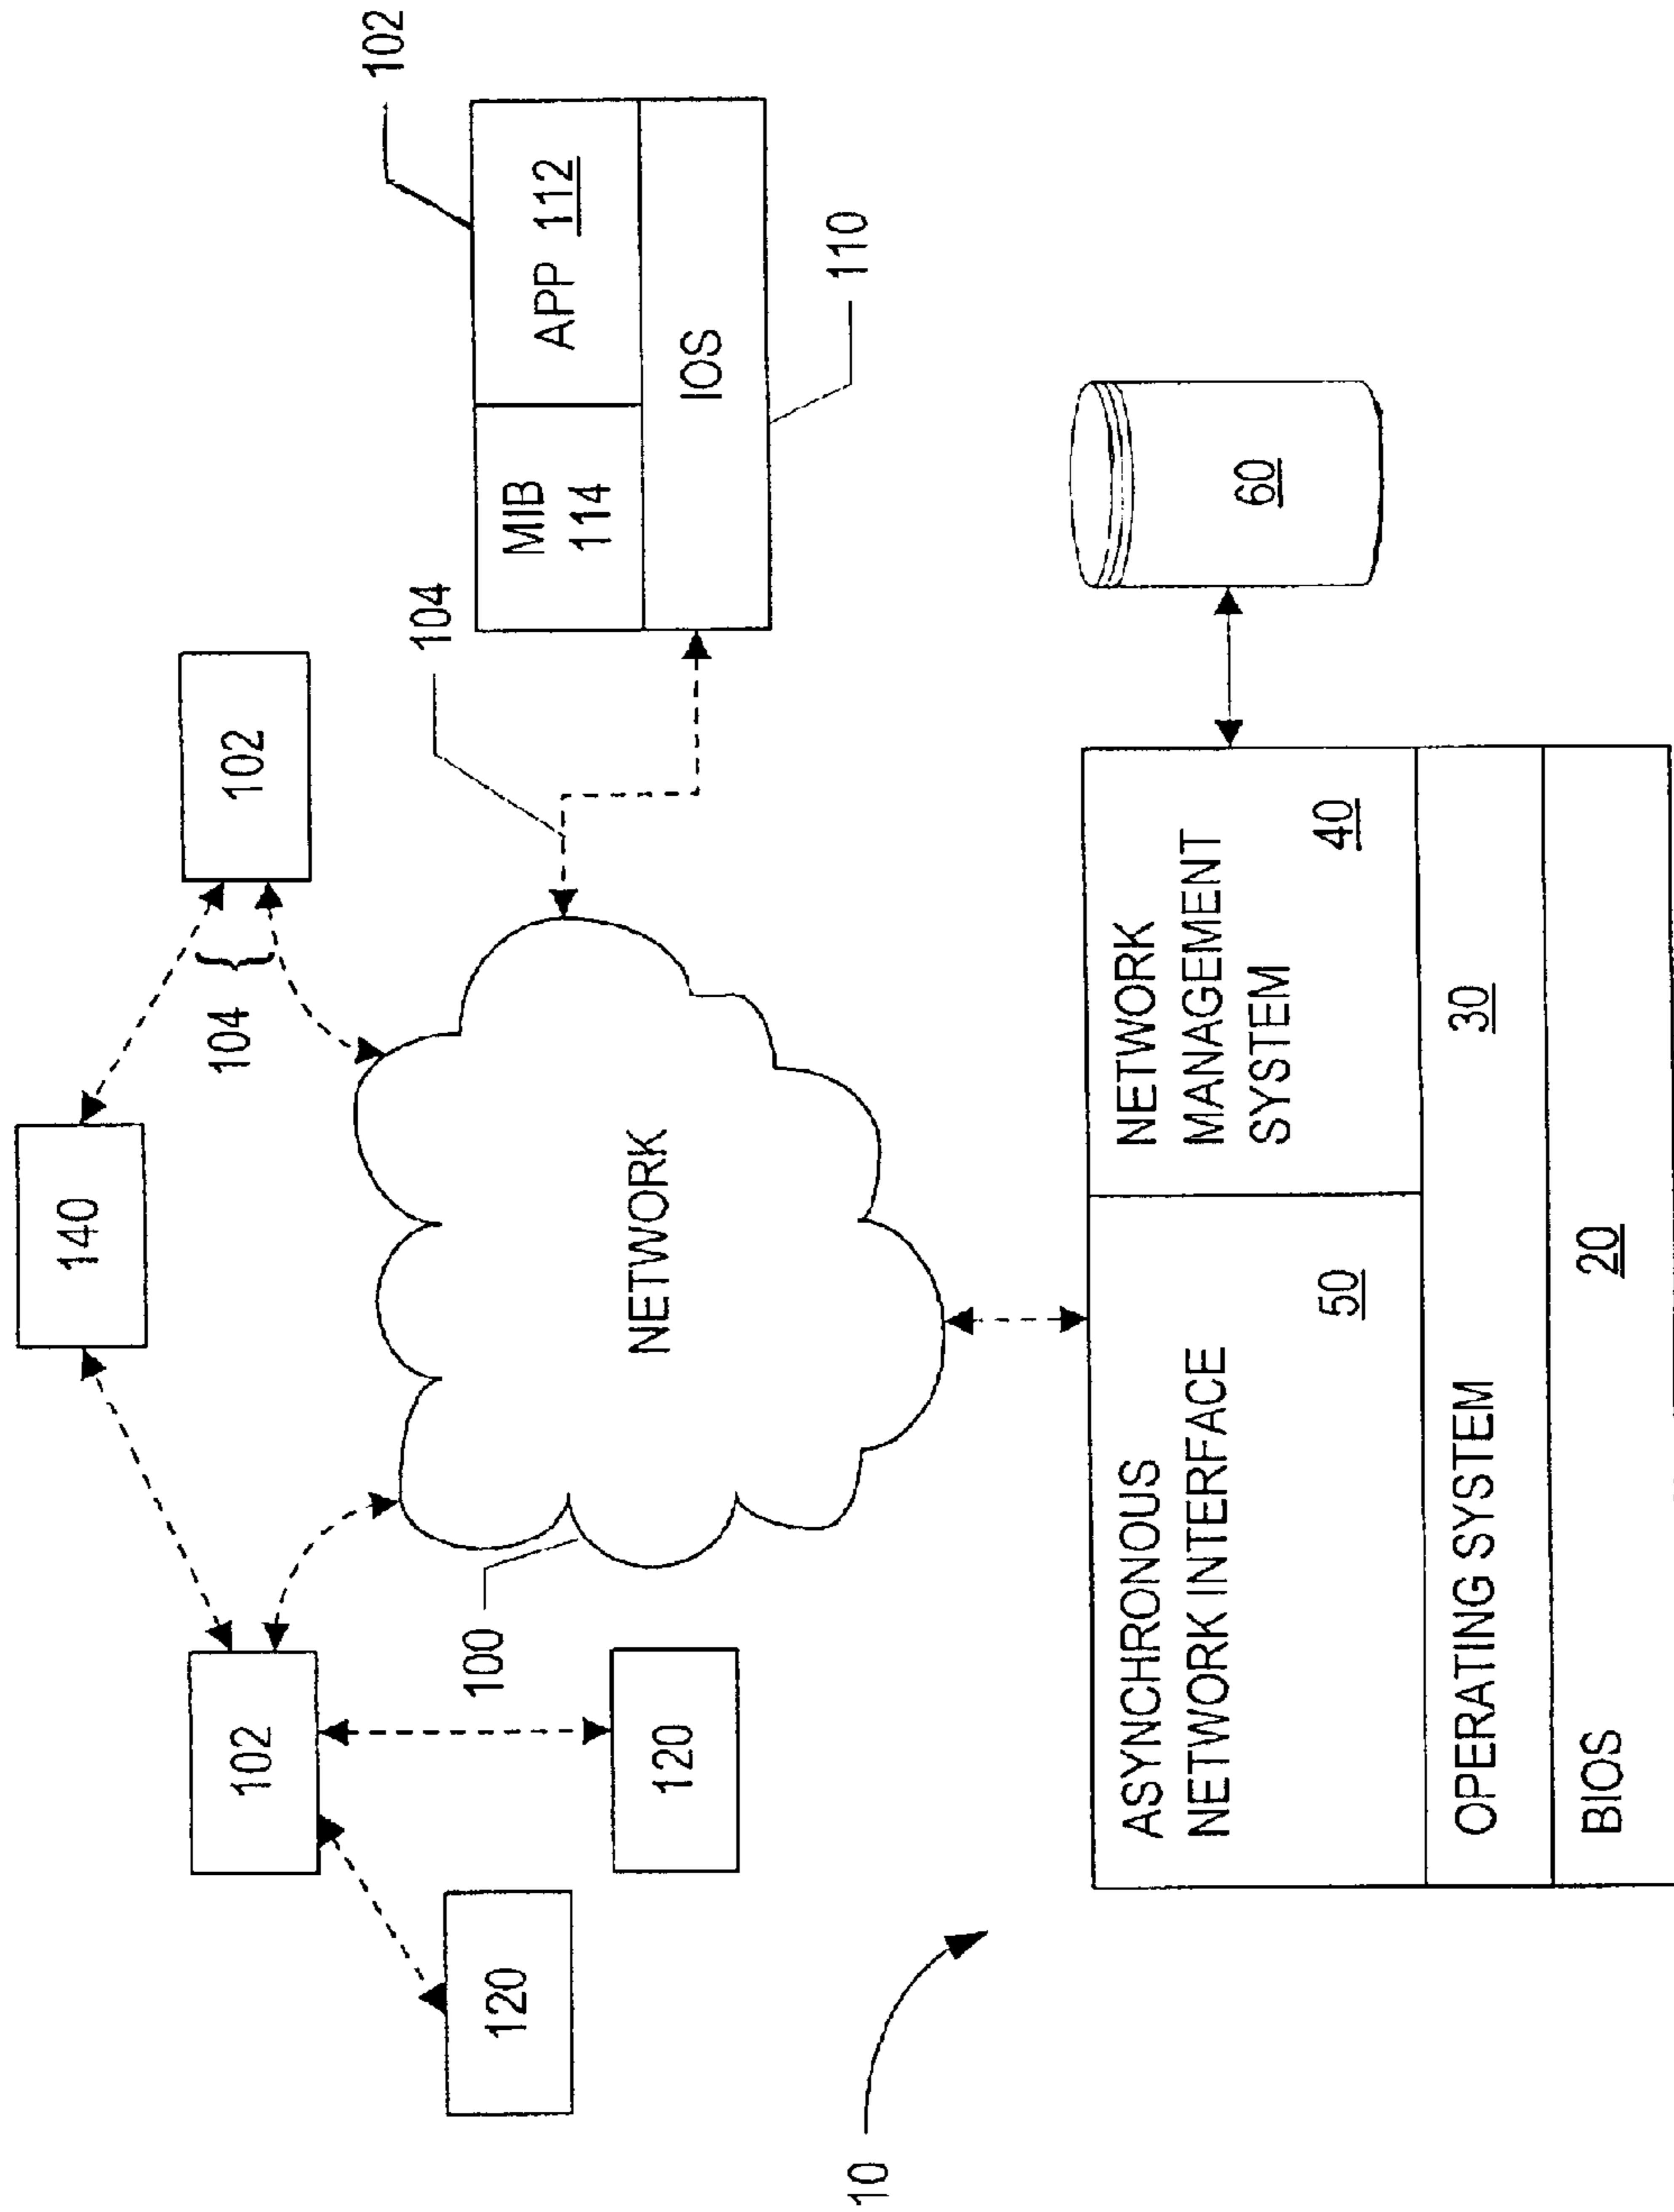 140
102
102
104
120
120
100
104
102
NETWORK
MIB
114
APP 112
IOS
110
10
ASYNCHRONOUS
NETWORK INTERFACE
50
NETWORK
MANAGEMENT
SYSTEM
40
60
OPERATING SYSTEM 30
BIOS 20